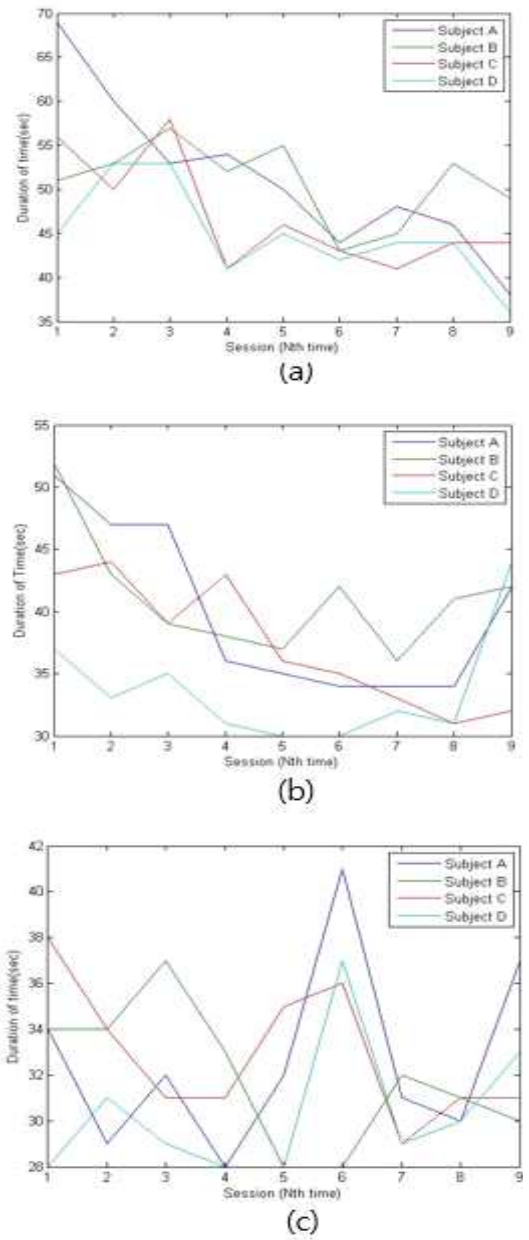 70
65
60
55
50
45
40
35
Duration of time(sec)
Subject A
Subject B
Subject C
Subject D
1 2 3 4 5 6 7 8 9
Session (Nth time)
(a)
55
50
45
40
35
30
Duration of Time(sec)
Subject A
Subject B
Subject C
Subject D
1 2 3 4 5 6 7 8 9
Session (Nth time)
(b)
42
40
38
36
34
32
30
28
Duration of time(sec)
Subject A
Subject B
Subject C
Subject D
1 2 3 4 5 6 7 8 9
Session (Nth time)
(c)